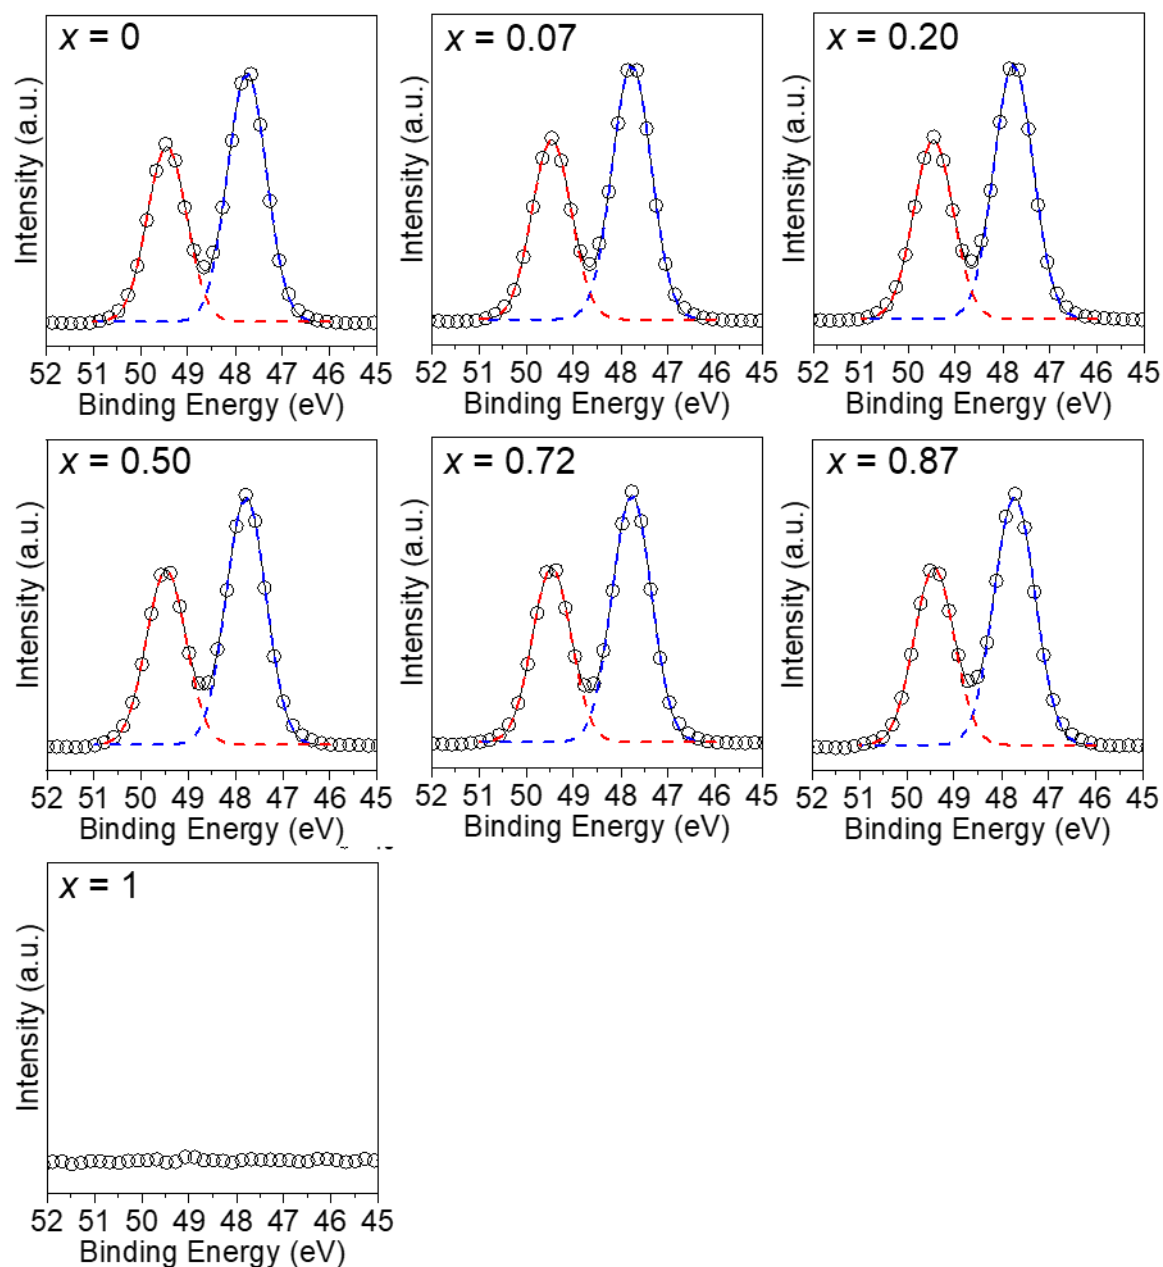 x = 0
Intensity (a.u.)
52 51 50 49 48 47 46 45
Binding Energy (eV)
x = 0.07
Intensity (a.u.)
52 51 50 49 48 47 46 45
Binding Energy (eV)
x = 0.20
Intensity (a.u.)
52 51 50 49 48 47 46 45
Binding Energy (eV)
x = 0.50
Intensity (a.u.)
52 51 50 49 48 47 46 45
Binding Energy (eV)
x = 0.72
Intensity (a.u.)
52 51 50 49 48 47 46 45
Binding Energy (eV)
x = 0.87
Intensity (a.u.)
52 51 50 49 48 47 46 45
Binding Energy (eV)
x = 1
Intensity (a.u.)
52 51 50 49 48 47 46 45
Binding Energy (eV)